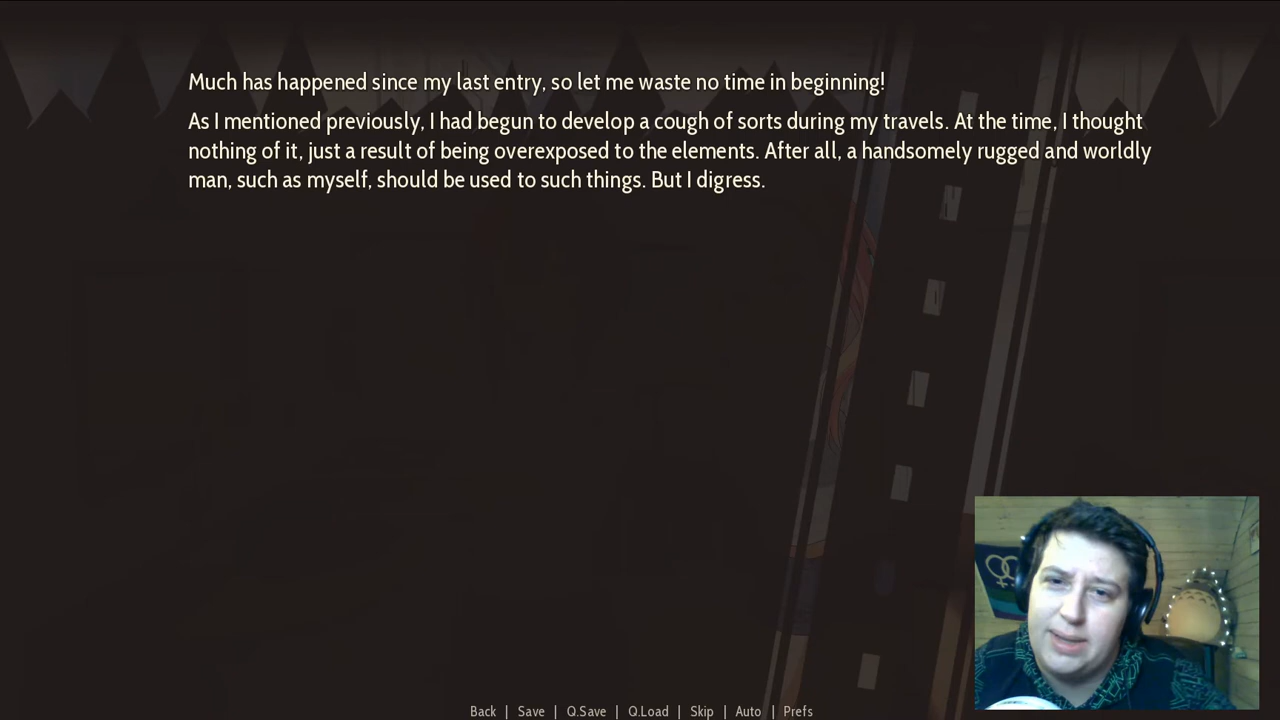 Much has happened since my last entry, so let me waste no time in beginning!
As I mentioned previously, I had begun to develop a cough of sorts during my travels. At the time, I thought
nothing of it, just a result of being overexposed to the elements. After all, a handsomely rugged and worldly
man, such as myself, should be used to such things. But I digress.
Back | Save | Q.Save | Q.Load | Skip | Auto | Prefs